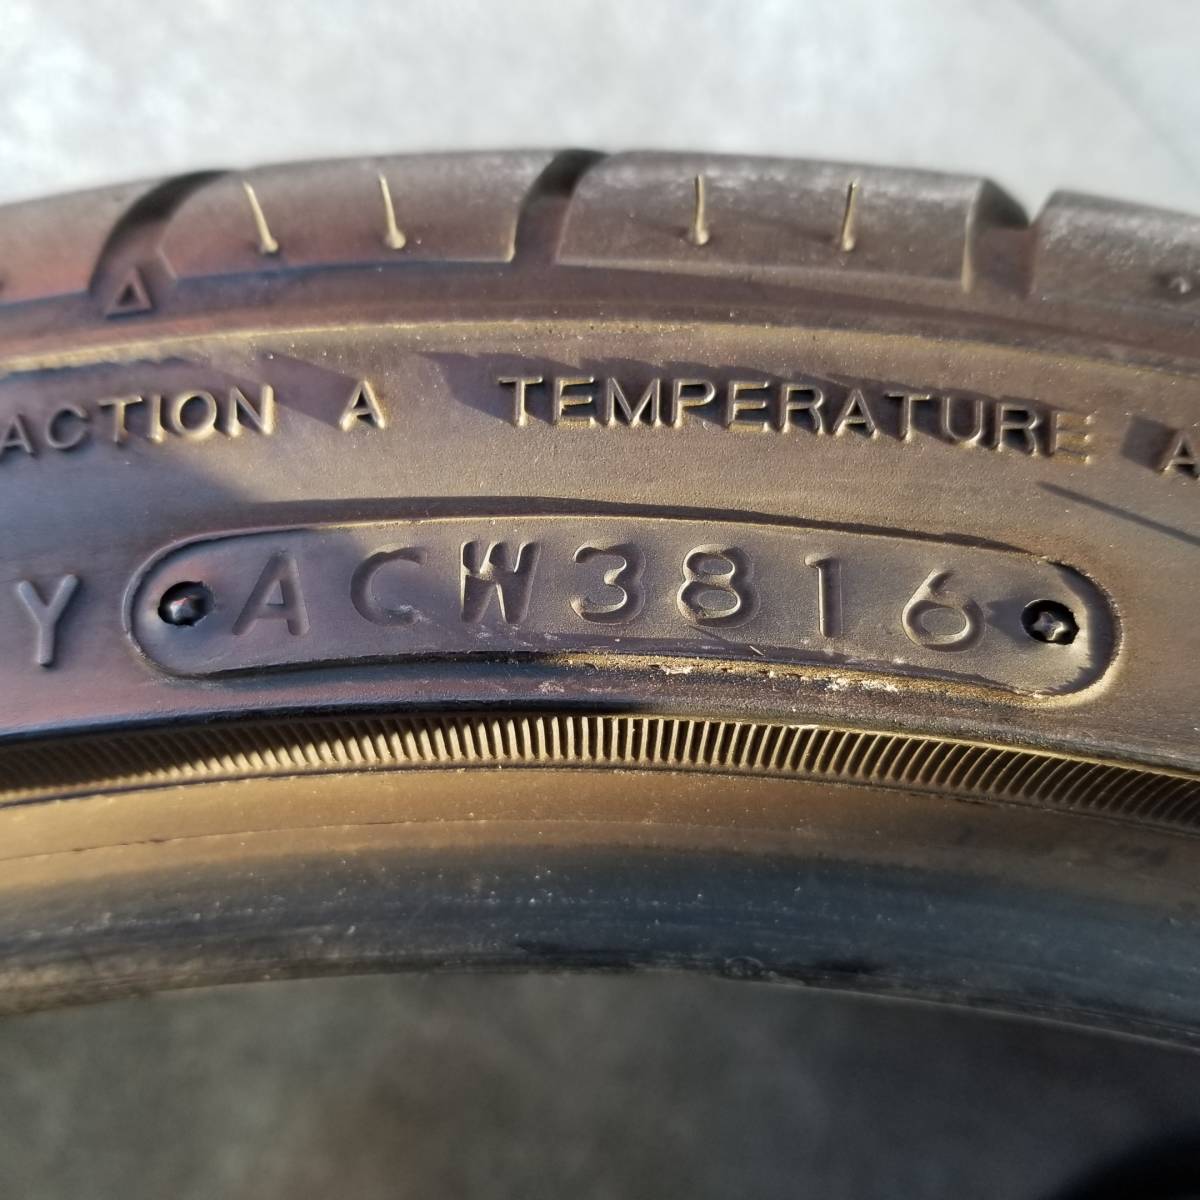 ACTION A TEMPERATURE A
Y ACW3816